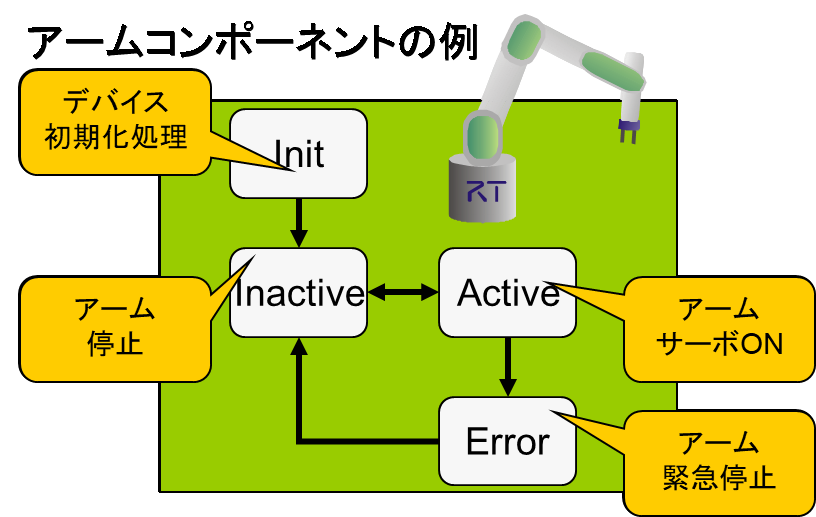 アームコンポーネントの例
デバイス
初期化処理
Init
RT
アーム
停止
Inactive
Active
アーム
サーボON
Error
アーム
緊急停止